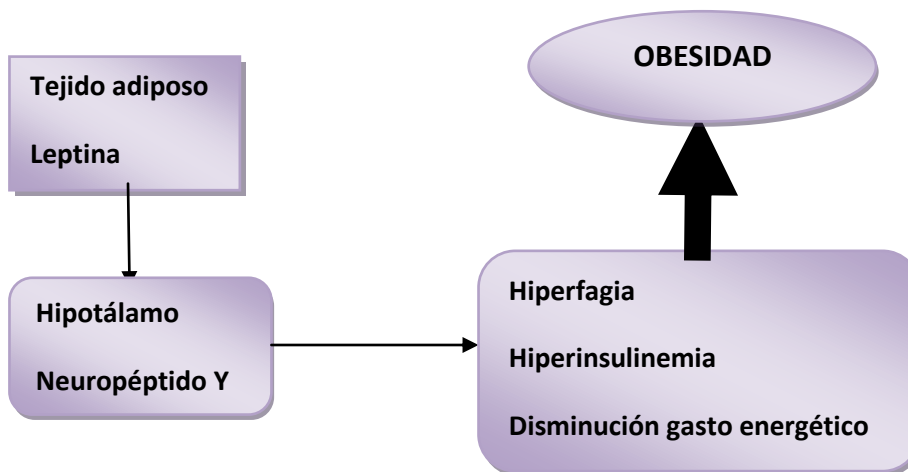 Tejido adiposo
Leptina
Hipotálamo
Neuropéptido Y
Hiperfagia
Hiperinsulinemia
Disminución gasto energético
OBESIDAD